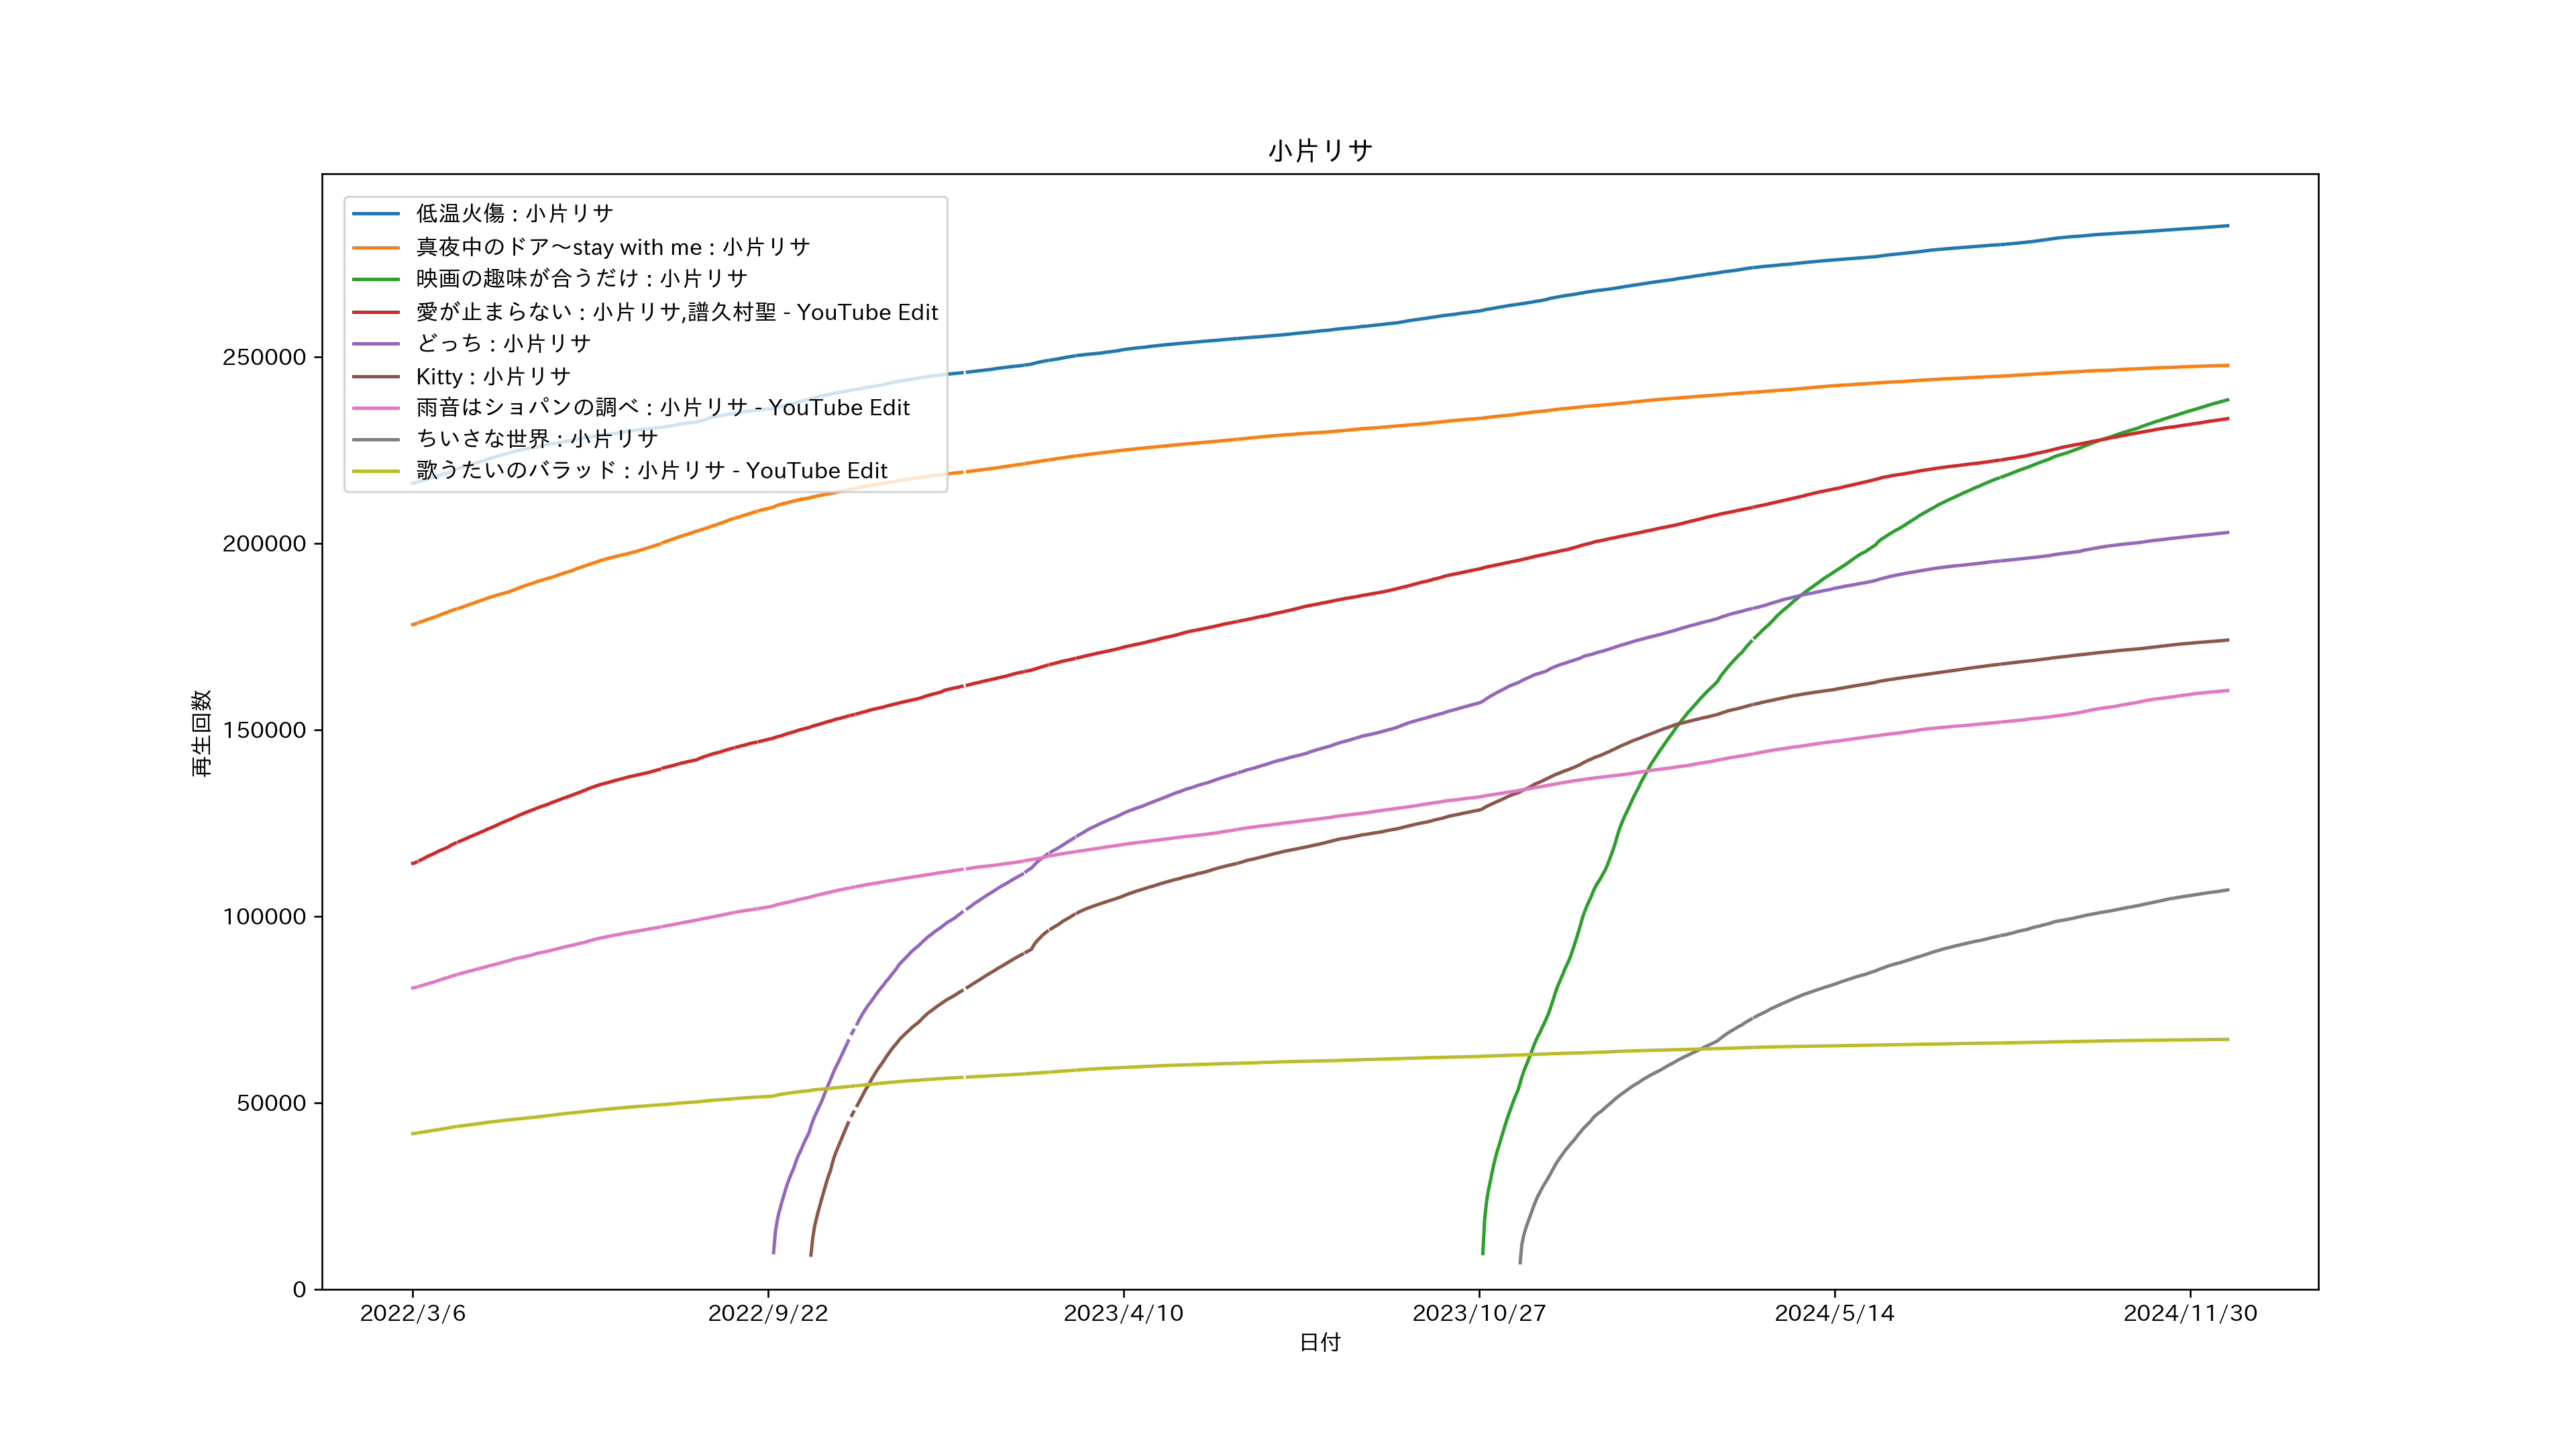 小片リサ
低温火傷 : 小片リサ
真夜中のドア〜stay with me : 小片リサ
映画の趣味が合うだけ : 小片リサ
愛が止まらない : 小片リサ,譜久村聖 - YouTube Edit
どっち : 小片リサ
Kitty : 小片リサ
雨音はショパンの調べ : 小片リサ - YouTube Edit
ちいさな世界 : 小片リサ
歌うたいのバラッド : 小片リサ - YouTube Edit
再生回数
250000
200000
150000
100000
50000
0
2022/3/6 2022/9/22 2023/4/10 2023/10/27 2024/5/14 2024/11/30
日付